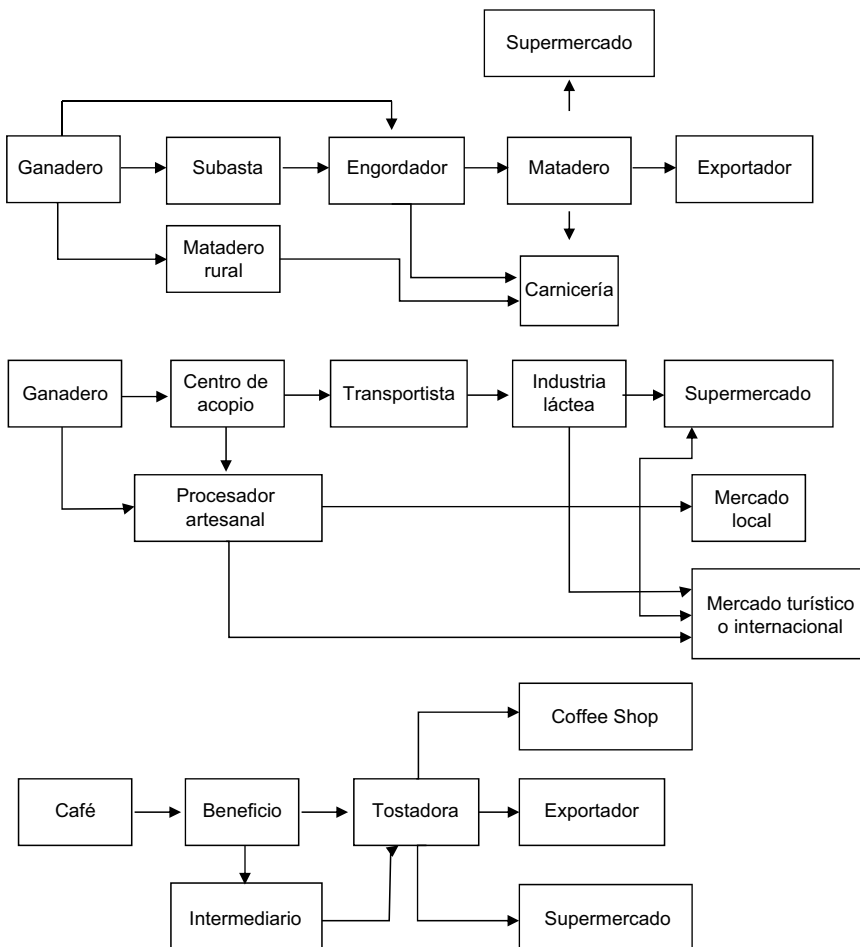 Supermercado
Ganadero
Subasta
Engordador
Matadero
Exportador
Matadero
rural
Carnicería
Ganadero
Centro de
acopio
Transportista
Industria
láctea
Supermercado
Procesador
artesanal
Mercado
local
Mercado turístico
o internacional
Coffee Shop
Café
Beneficio
Tostadora
Exportador
Intermediario
Supermercado